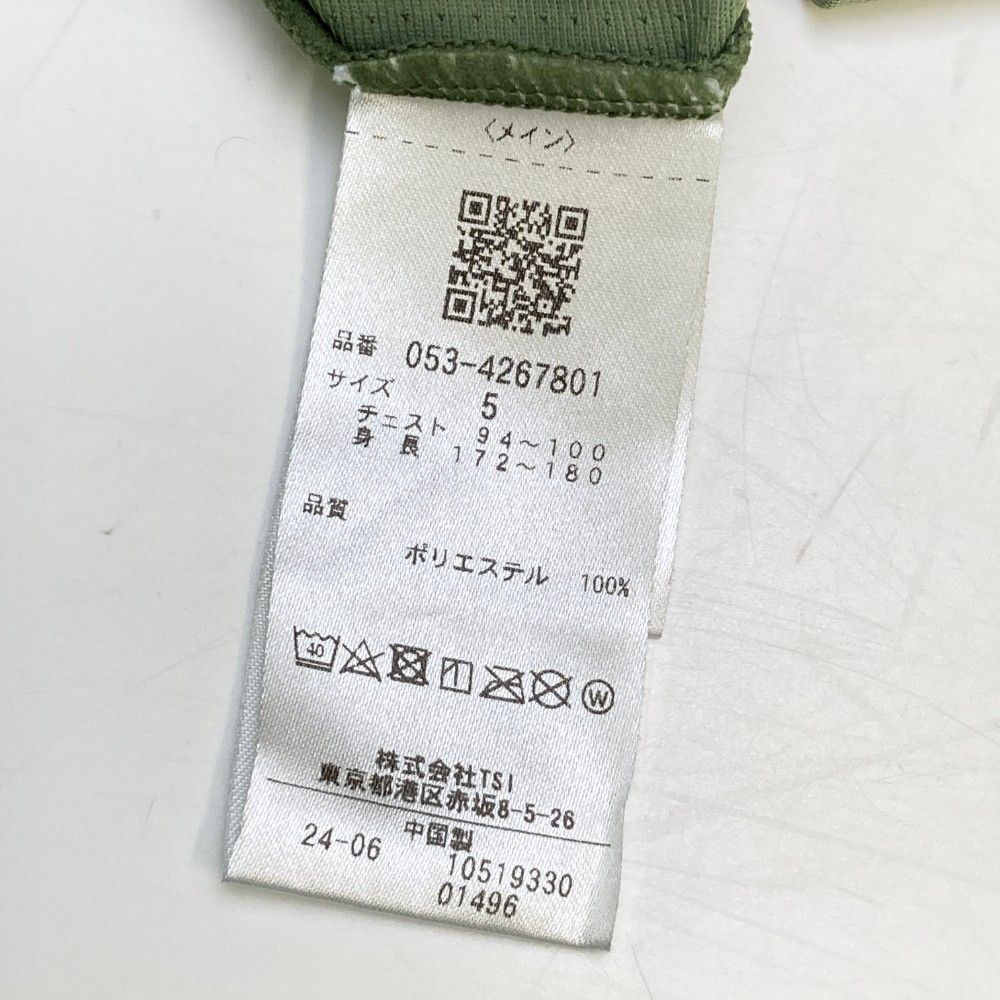 〈メイン〉
品番 053-4267801
サイズ 5
チェスト 94～100
身長 172～180
品質
ポリエステル 100%
40
W
株式会社TSI
東京都港区赤坂8-5-26
中国製
24-06 10519330
01496